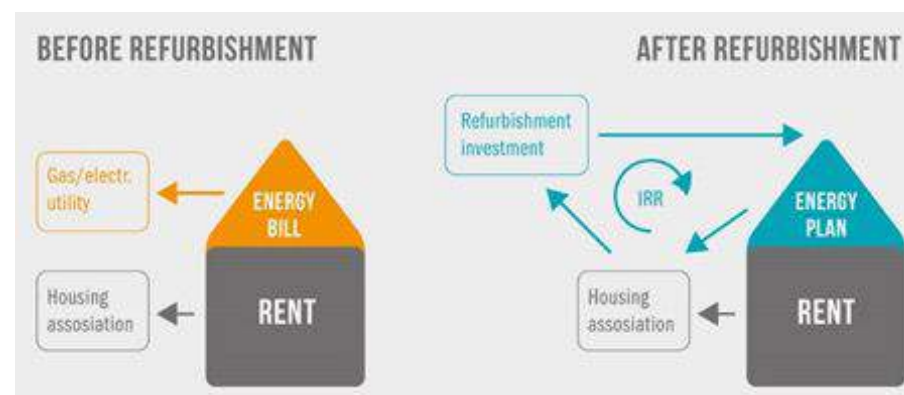 BEFORE REFURBISHMENT
Gas/electr.
utility
ENERGY
BILL
Housing
assosiation
RENT
AFTER REFURBISHMENT
Refurbishment
investment
IRR
ENERGY
PLAN
Housing
assosiation
RENT